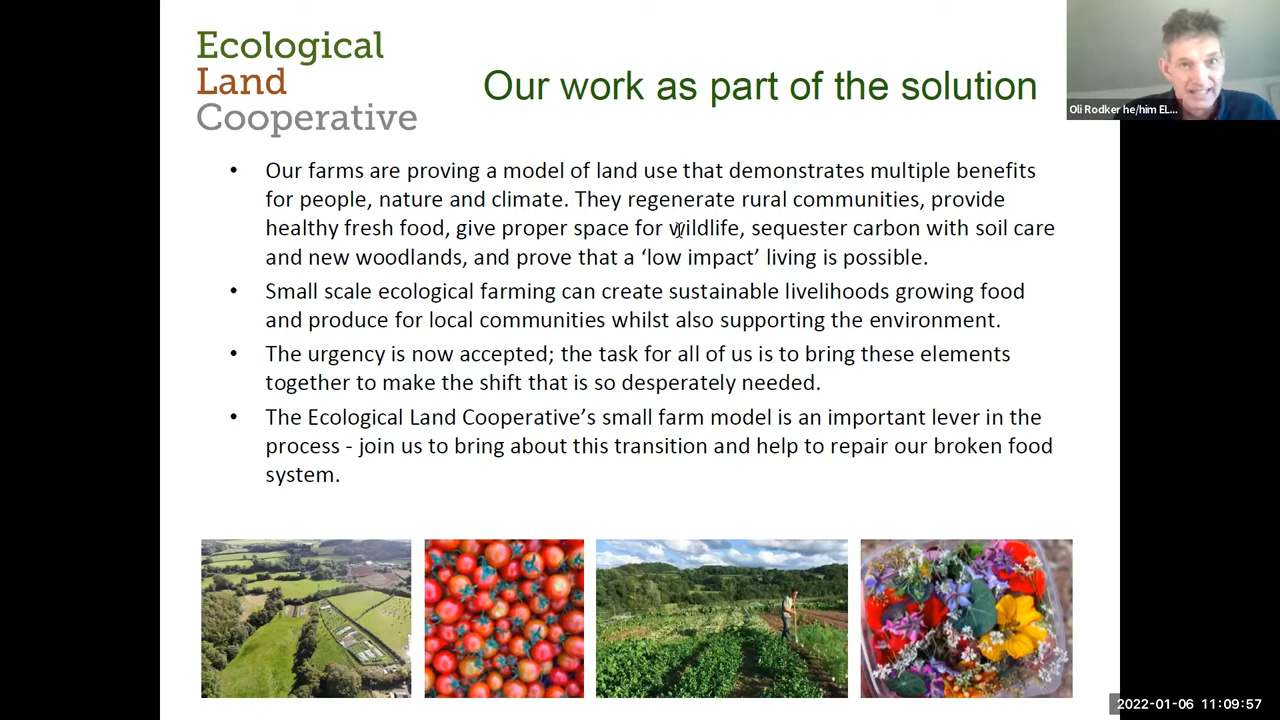 Ecological
Land
Cooperative
Our work as part of the solution
Oli Rodker he/him EL...
• Our farms are proving a model of land use that demonstrates multiple benefits
for people, nature and climate. They regenerate rural communities, provide
healthy fresh food, give proper space for wildlife, sequester carbon with soil care
and new woodlands, and prove that a ‘low impact’ living is possible.
• Small scale ecological farming can create sustainable livelihoods growing food
and produce for local communities whilst also supporting the environment.
• The urgency is now accepted; the task for all of us is to bring these elements
together to make the shift that is so desperately needed.
• The Ecological Land Cooperative’s small farm model is an important lever in the
process - join us to bring about this transition and help to repair our broken food
system.
2022-01-06 11:09:57